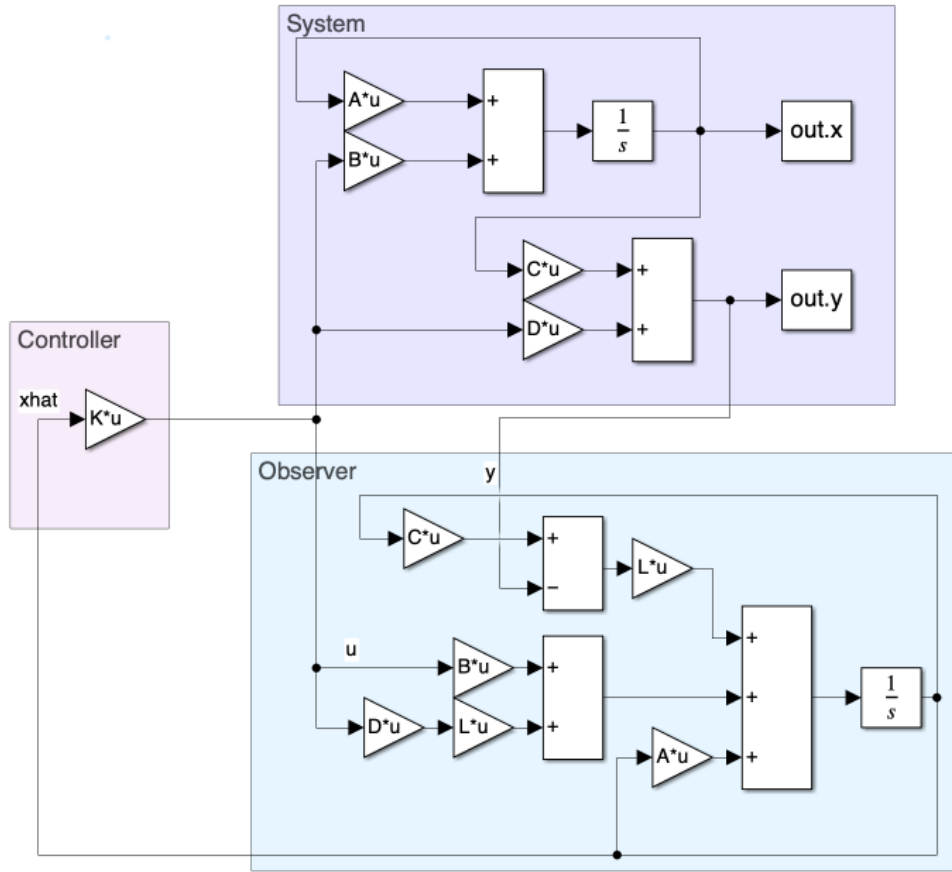 System
A*u
+
1
s
out.x
B*u
+
C*u
+
out.y
D*u
+
Controller
xhat
K*u
Observer
y
C*u
+
L*u
−
+
u
B*u
+
+
1
s
D*u
L*u
+
A*u
+